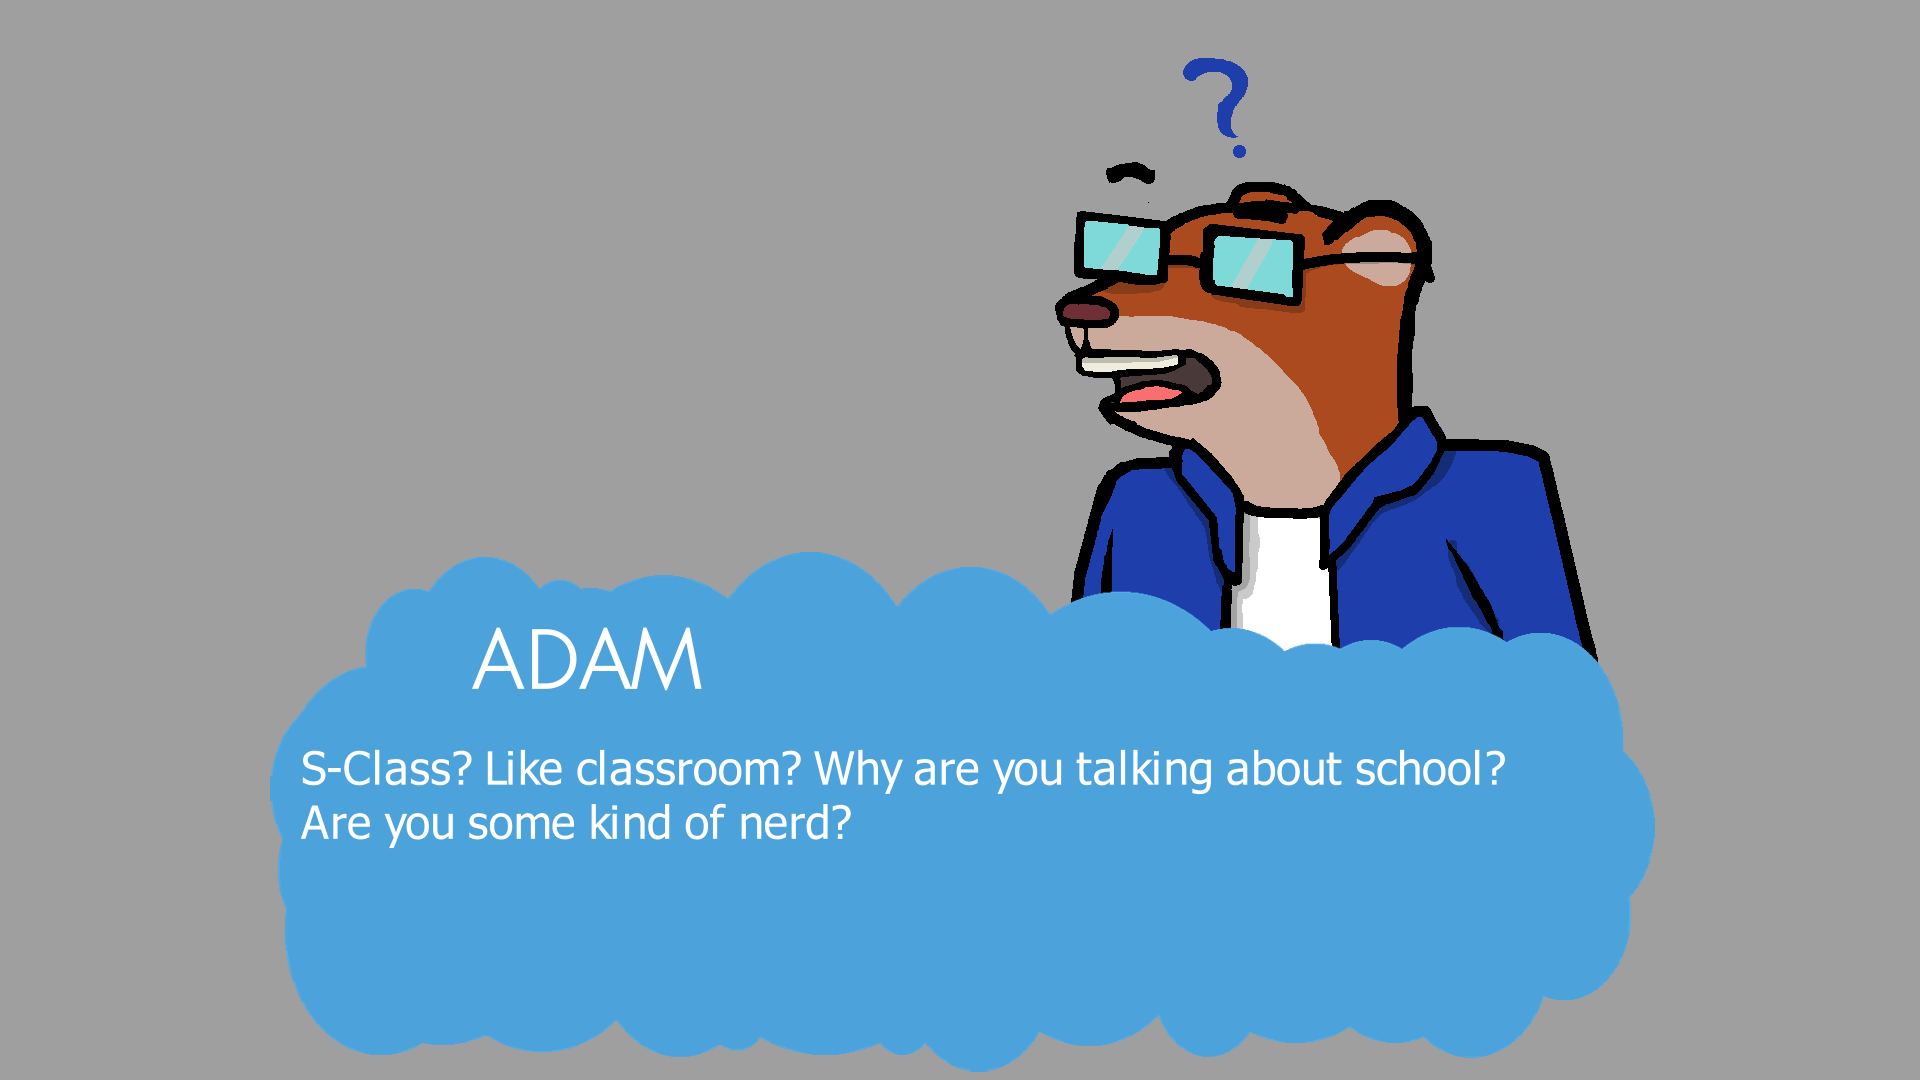 ?
ADAM
S-Class? Like classroom? Why are you talking about school?
Are you some kind of nerd?